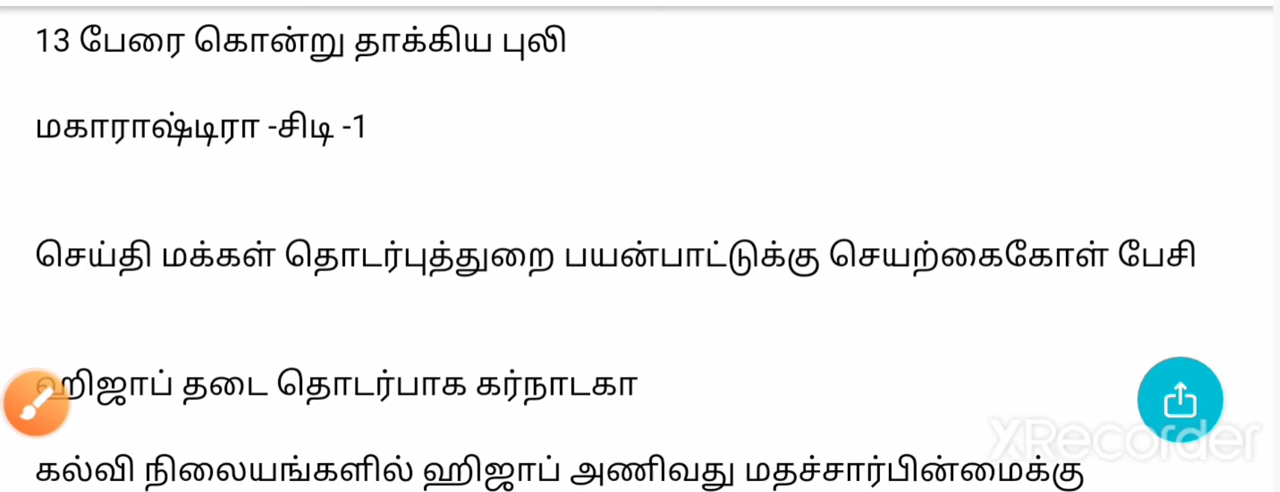 13 பேரை கொன்று தாக்கிய புலி
மகாராஷ்டிரா -சிடி -1
செய்தி மக்கள் தொடர்புத்துறை பயன்பாட்டுக்கு செயற்கைகோள் பேசி
ஹிஜாப் தடை தொடர்பாக கர்நாடகா
கல்வி நிலையங்களில் ஹிஜாப் அணிவது மதச்சார்பின்மைக்கு
XRecorder